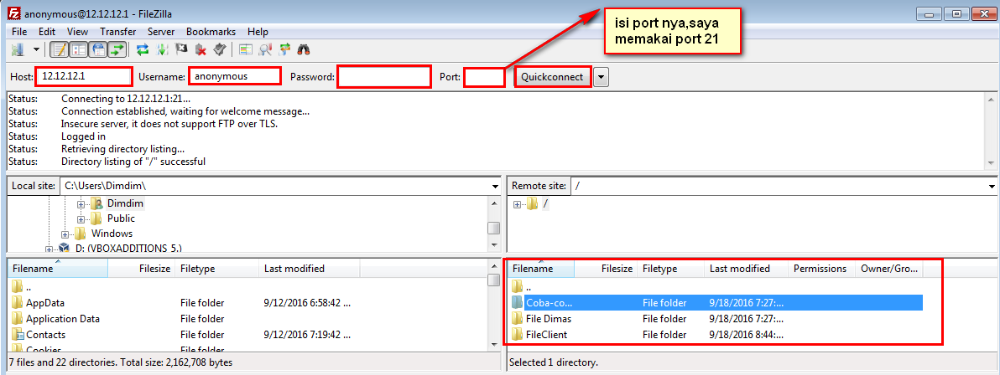 anonymous@12.12.12.1 - FileZilla
isi port nya,saya
memakai port 21
File Edit View Transfer Server Bookmarks Help
Host: 12.12.12.1 Username: anonymous Password: Port: Quickconnect
Status: Connecting to 12.12.12.1:21...
Status: Connection established, waiting for welcome message...
Status: Insecure server, it does not support FTP over TLS.
Status: Logged in
Status: Retrieving directory listing...
Status: Directory listing of "/" successful
Local site: C:\Users\Dimdim\
Dimdim
Public
Windows
D: (VBOXADDITIONS_5.)
Remote site: /
/
Filename Filesize Filetype Last modified
..
AppData File folder 9/12/2016 6:58:42 ...
Application Data File folder
Contacts File folder 9/12/2016 7:19:42 ...
Cookies File folder
7 files and 22 directories. Total size: 2,162,708 bytes
Filename Filesize Filetype Last modified Permissions Owner/Gro...
..
Coba-co... File folder 9/18/2016 7:27:...
File Dimas File folder 9/18/2016 7:27:...
FileClient File folder 9/18/2016 8:44:...
Selected 1 directory.